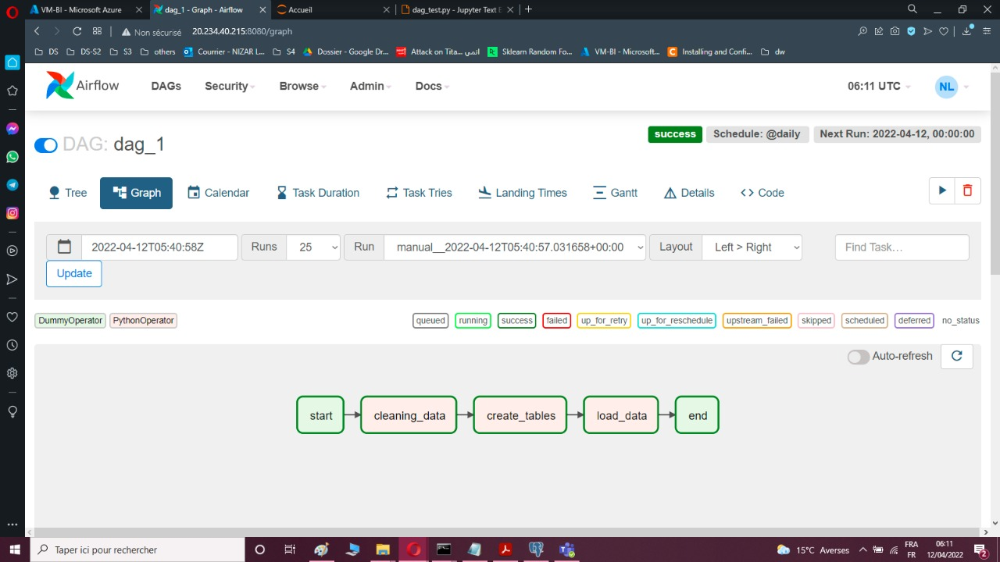 VM-BI - Microsoft Azure
dag_1 - Graph - Airflow
Accueil
dag_test.py - Jupyter Text E
Non sécurisé 20.234.40.215:8080/graph
DS DS-S2 S3 others Courrier - NIZAR L... S4 Dossier - Google Dr... Attack on Tita... انمي Sklearn Random Fo... VM-BI - Microsoft... Installing and Confi... dw
Airflow DAGs Security Browse Admin Docs 06:11 UTC NL
DAG: dag_1
success Schedule: @daily Next Run: 2022-04-12, 00:00:00
Tree Graph Calendar Task Duration Task Tries Landing Times Gantt Details <> Code
2022-04-12T05:40:58Z Runs 25 Run manual__2022-04-12T05:40:57.031658+00:00 Layout Left > Right Find Task...
Update
DummyOperator PythonOperator queued running success failed up_for_retry up_for_reschedule upstream_failed skipped scheduled deferred no_status
Auto-refresh
start cleaning_data create_tables load_data end
Taper ici pour rechercher
15°C Averses
FRA
FR
06:11
12/04/2022
2